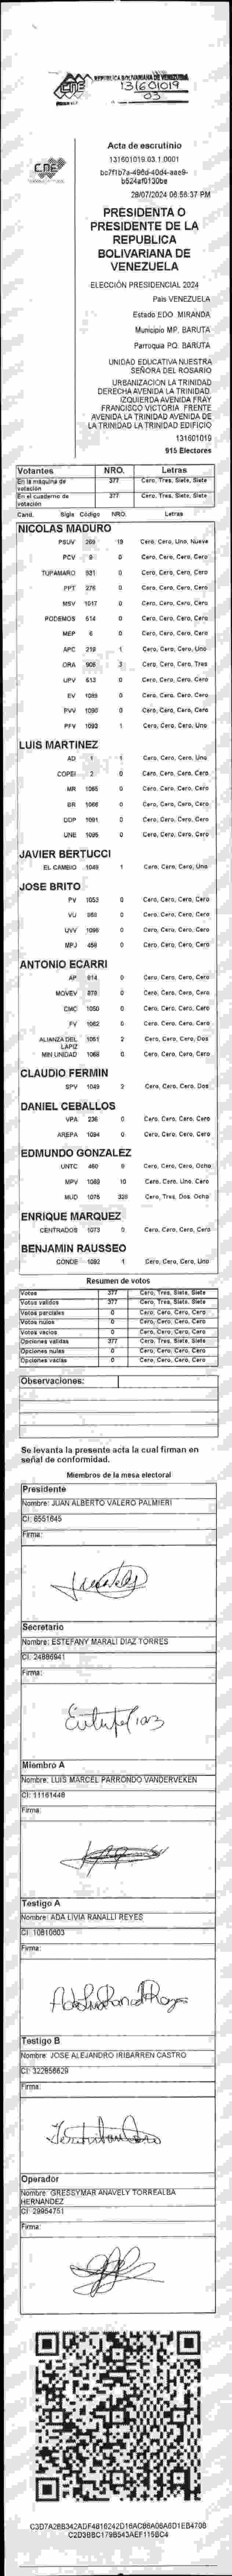 REPUBLICA BOLIVARIANA DE VENEZUELA
CNE
131601019
03
CNE
Acta de escrutinio
131601019.03.1.0001
28/07/2024 06:56:37 PM
PRESIDENTA O
PRESIDENTE DE LA
REPUBLICA
BOLIVARIANA DE
VENEZUELA
ELECCIÓN PRESIDENCIAL 2024
País VENEZUELA
Estado EDO. MIRANDA
Municipio MP. BARUTA
Parroquia PQ. BARUTA
UNIDAD EDUCATIVA NUESTRA
SEÑORA DEL ROSARIO
URBANIZACION LA TRINIDAD
DERECHA AVENIDA LA TRINIDAD.
IZQUIERDA AVENIDA FRAY
FRANCISCO VICTORIA FRENTE
AVENIDA LA TRINIDAD AVENIDA DE
LA TRINIDAD LA TRINIDAD EDIFICIO
131601019
915 Electores
Votantes NRO. Letras
En la máquina de votación 377 Cero, Tres, Siete, Siete
En el cuaderno de votación 377 Cero, Tres, Siete, Siete
Cand. Sigla Código NRO. Letras
NICOLAS MADURO
PSUV 269 19 Cero, Cero, Uno, Nueve
PCV 9 0 Cero, Cero, Cero, Cero
TUPAMARO 931 0 Cero, Cero, Cero, Cero
PPT 276 0 Cero, Cero, Cero, Cero
MSV 1017 0 Cero, Cero, Cero, Cero
PODEMOS 514 0 Cero, Cero, Cero, Cero
MEP 6 0 Cero, Cero, Cero, Cero
APC 219 1 Cero, Cero, Cero, Uno
ORA 906 3 Cero, Cero, Cero, Tres
UPV 513 0 Cero, Cero, Cero, Cero
EV 1089 0 Cero, Cero, Cero, Cero
PVV 1090 0 Cero, Cero, Cero, Cero
PFV 1092 1 Cero, Cero, Cero, Uno
LUIS MARTINEZ
AD 1 1 Cero, Cero, Cero, Uno
COPEI 2 0 Cero, Cero, Cero, Cero
MR 1065 0 Cero, Cero, Cero, Cero
BR 1066 0 Cero, Cero, Cero, Cero
DDP 1091 0 Cero, Cero, Cero, Cero
UNE 1095 0 Cero, Cero, Cero, Cero
JAVIER BERTUCCI
EL CAMBIO 1049 1 Cero, Cero, Cero, Uno
JOSE BRITO
PV 1053 0 Cero, Cero, Cero, Cero
VU 968 0 Cero, Cero, Cero, Cero
UVV 1096 0 Cero, Cero, Cero, Cero
MPJ 458 0 Cero, Cero, Cero, Cero
ANTONIO ECARRI
AP 914 0 Cero, Cero, Cero, Cero
MOVEV 979 0 Cero, Cero, Cero, Cero
CMC 1050 0 Cero, Cero, Cero, Cero
FV 1062 0 Cero, Cero, Cero, Cero
ALIANZA DEL LAPIZ 1051 2 Cero, Cero, Cero, Dos
MIN UNIDAD 1068 0 Cero, Cero, Cero, Cero
CLAUDIO FERMIN
SPV 1049 2 Cero, Cero, Cero, Dos
DANIEL CEBALLOS
VPA 236 0 Cero, Cero, Cero, Cero
AREPA 1094 0 Cero, Cero, Cero, Cero
EDMUNDO GONZALEZ
UNTC 460 8 Cero, Cero, Cero, Ocho
MPV 1069 10 Cero, Cero, Uno, Cero
MUD 1075 328 Cero, Tres, Dos, Ocho
ENRIQUE MARQUEZ
CENTRADOS 1073 0 Cero, Cero, Cero, Cero
BENJAMIN RAUSSEO
CONDE 1082 1 Cero, Cero, Cero, Uno
Resumen de votos
Votos 377 Cero, Tres, Siete, Siete
Votos válidos 377 Cero, Tres, Siete, Siete
Votos parciales 0 Cero, Cero, Cero, Cero
Votos nulos 0 Cero, Cero, Cero, Cero
Votos vacíos 0 Cero, Cero, Cero, Cero
Opciones válidas 377 Cero, Tres, Siete, Siete
Opciones nulas 0 Cero, Cero, Cero, Cero
Opciones vacías 0 Cero, Cero, Cero, Cero
Observaciones:
Se levanta la presente acta la cual firman en
señal de conformidad.
Miembros de la mesa electoral
Presidente
Nombre: JUAN ALBERTO VALERO PALMIERI
CI: 6551645
Firma:
Secretario
Nombre: ESTEFANY MARALI DIAZ TORRES
CI: 24886941
Firma:
Miembro A
Nombre: LUIS MARCEL PARRONDO VANDERVEKEN
CI: 11161448
Firma:
Testigo A
Nombre: ADA LIVIA RANALLI REYES
CI: 10810603
Firma:
Testigo B
Nombre: JOSE ALEJANDRO IRIBARREN CASTRO
Firma:
Operador
Nombre: GRESSYMAR ANAVELY TORREALBA
HERNANDEZ
CI: 29954751
Firma: